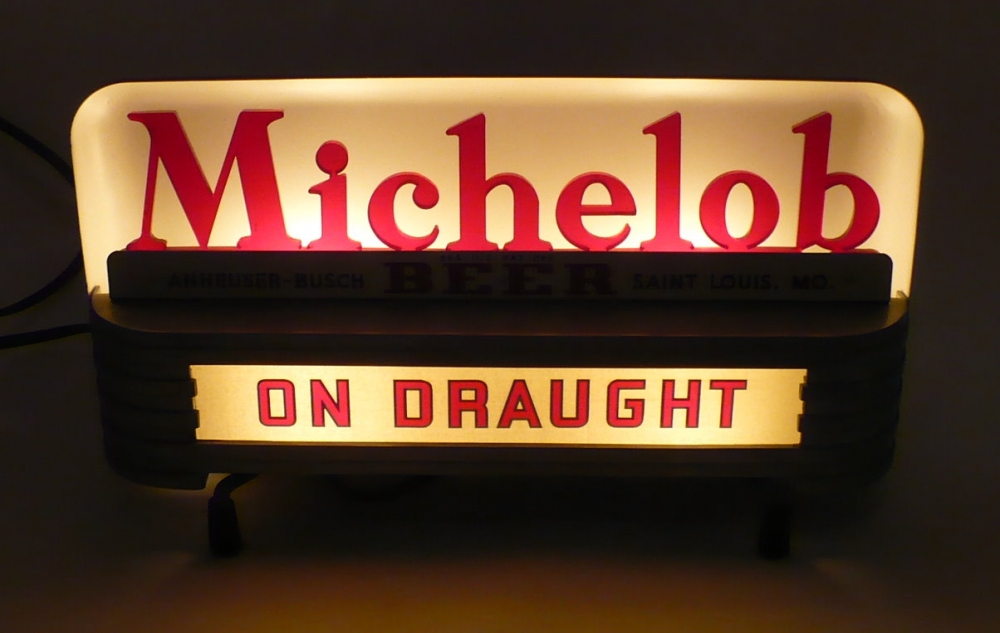 Michelob
ANHEUSER-BUSCH BEER SAINT LOUIS, MO.
ON DRAUGHT